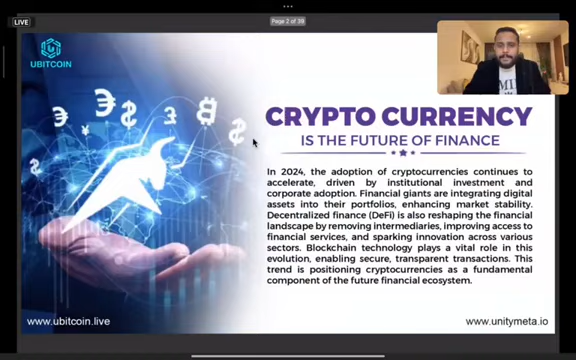 LIVE
Page 2 of 39
UBITCOIN
CRYPTO CURRENCY
IS THE FUTURE OF FINANCE
In 2024, the adoption of cryptocurrencies continues to
accelerate, driven by institutional investment and
corporate adoption. Financial giants are integrating digital
assets into their portfolios, enhancing market stability.
Decentralized finance (DeFi) is also reshaping the financial
landscape by removing intermediaries, improving access to
financial services, and sparking innovation across various
sectors. Blockchain technology plays a vital role in this
evolution, enabling secure, transparent transactions. This
trend is positioning cryptocurrencies as a fundamental
component of the future financial ecosystem.
www.ubitcoin.live
www.unitymeta.io